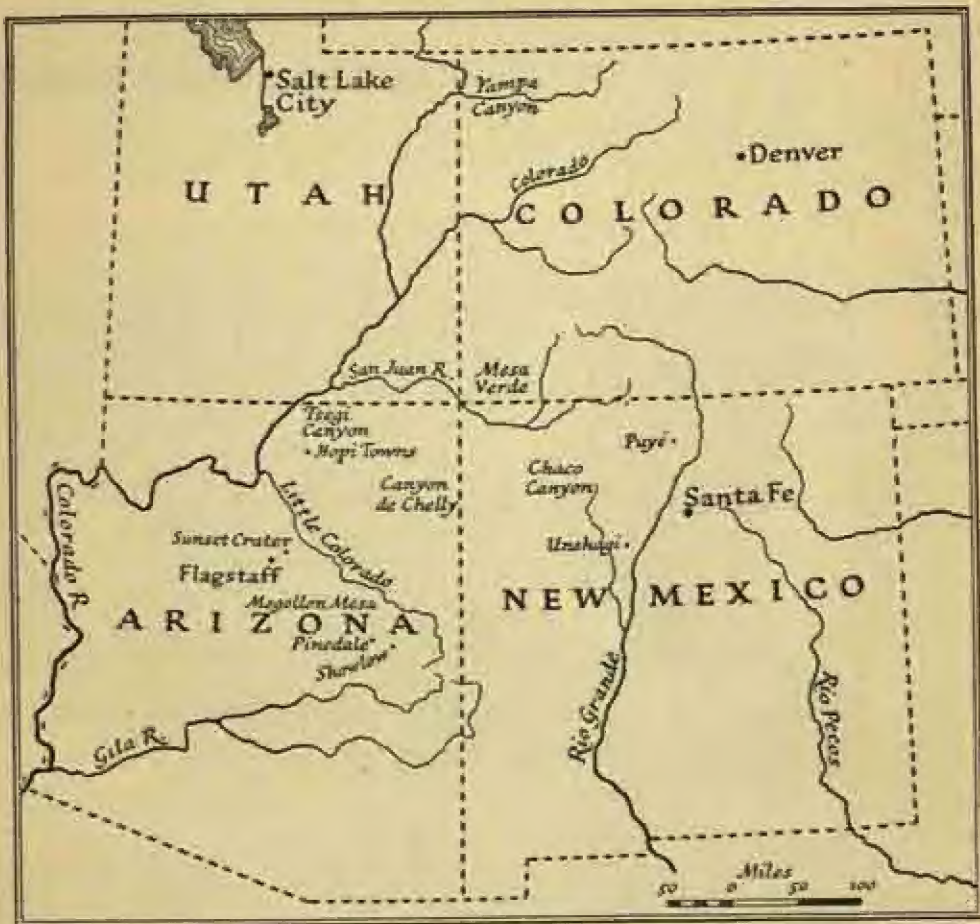 Salt Lake
City
Yampa
Canyon
Denver
Colorado
UTAH
COLORADO
San Juan R.
Mesa
Verde
Tsegi
Canyon
Hopi Towns
Puyé
Chaco
Canyon
Canyon
de Chelly
Santa Fe
Colorado R.
Little Colorado
Sunset Crater
Unshagi
Flagstaff
NEW MEXICO
Mogollon Mesa
ARIZONA
Pinedale
Showlow
Rio Grande
Rio Pecos
Gila R.
Miles
50 0 50 100